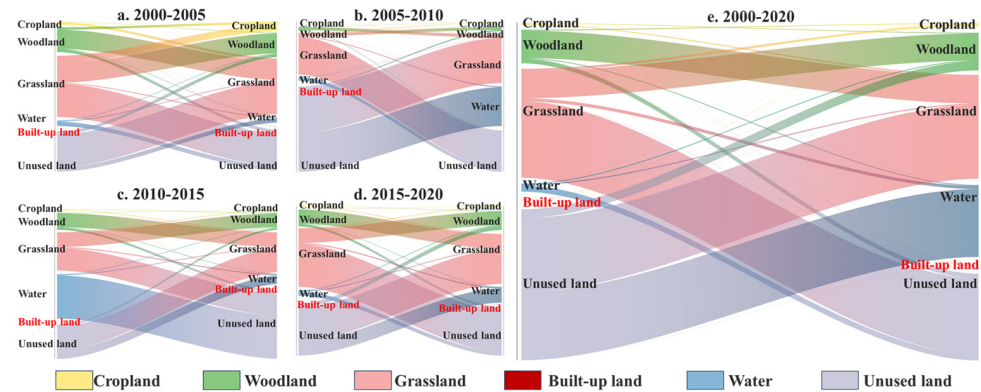 a. 2000-2005
Cropland
Woodland
Grassland
Water
Built-up land
Unused land
Cropland
Woodland
Grassland
Water
Built-up land
Unused land
b. 2005-2010
Cropland
Woodland
Grassland
Water
Built-up land
Unused land
Cropland
Woodland
Grassland
Water
Unused land
c. 2010-2015
Cropland
Woodland
Grassland
Water
Built-up land
Unused land
Cropland
Woodland
Grassland
Water
Built-up land
Unused land
d. 2015-2020
Cropland
Woodland
Grassland
Water
Built-up land
Unused land
Cropland
Woodland
Grassland
Water
Built-up land
Unused land
e. 2000-2020
Cropland
Woodland
Grassland
Water
Built-up land
Unused land
Cropland
Woodland
Grassland
Water
Built-up land
Unused land
Cropland
Woodland
Grassland
Built-up land
Water
Unused land